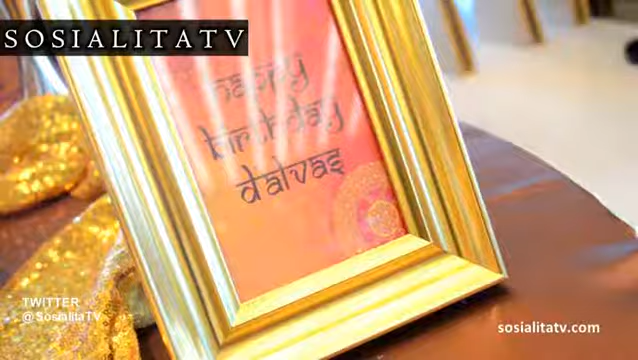 SOSIALITATV
happy
birthday
dalvas
TWITTER
@SosialitaTV
sosialitatv.com